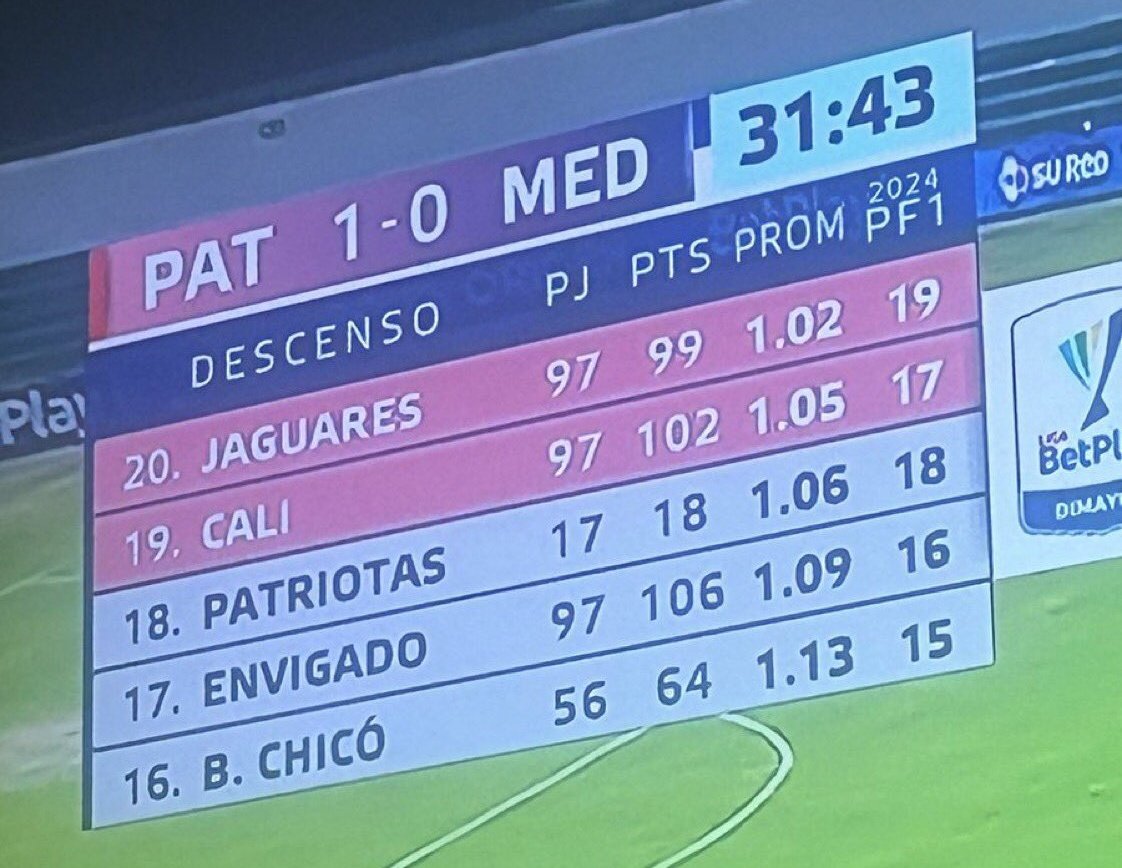 PAT 1-0 MED 31:43
DESCENSO PJ PTS PROM 2024 PF1
20. JAGUARES 97 99 1.02 19
19. CALI 97 102 1.05 17
18. PATRIOTAS 17 18 1.06 18
17. ENVIGADO 97 106 1.09 16
16. B. CHICÓ 56 64 1.13 15
Play
LIGA
BetPl
DIMAY